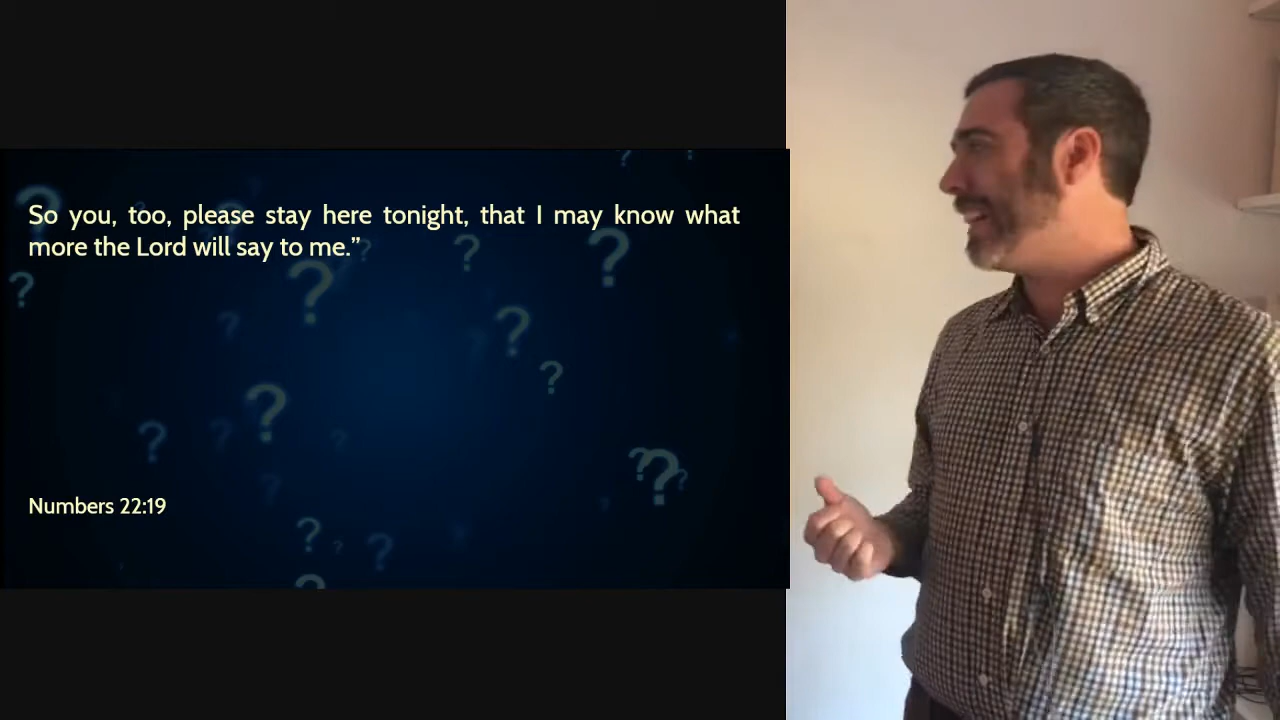 So you, too, please stay here tonight, that I may know what
more the Lord will say to me.”
Numbers 22:19